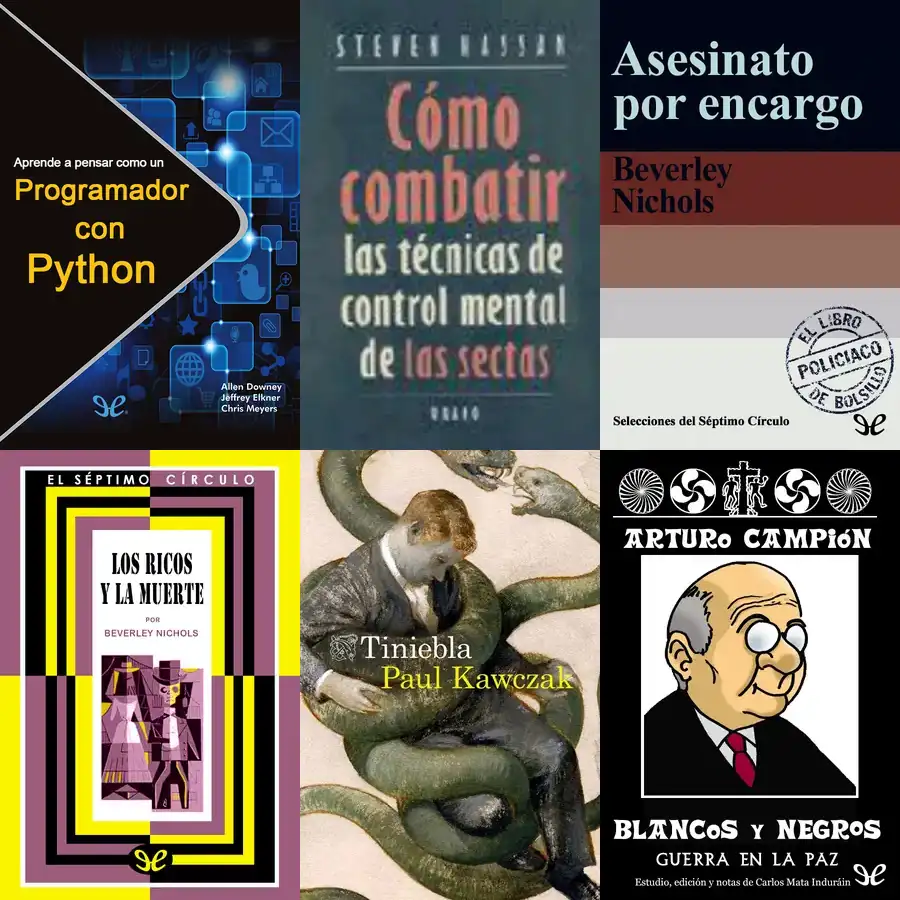 Aprende a pensar como un
Programador
con
Python
Allen Downey
Jeffrey Elkner
Chris Meyers
STEVEN HASSAN
Cómo
combatir
las técnicas de
control mental
de las sectas
URANO
Asesinato
por encargo
Beverley
Nichols
EL LIBRO
POLICIACO
DE BOLSILLO
Selecciones del Séptimo Círculo
EL SÉPTIMO CÍRCULO
LOS RICOS
Y LA MUERTE
POR
BEVERLEY NICHOLS
Tiniebla
Paul Kawczak
ARTURO CAMPIÓN
BLANCOS Y NEGROS
GUERRA EN LA PAZ
Estudio, edición y notas de Carlos Mata Induráin